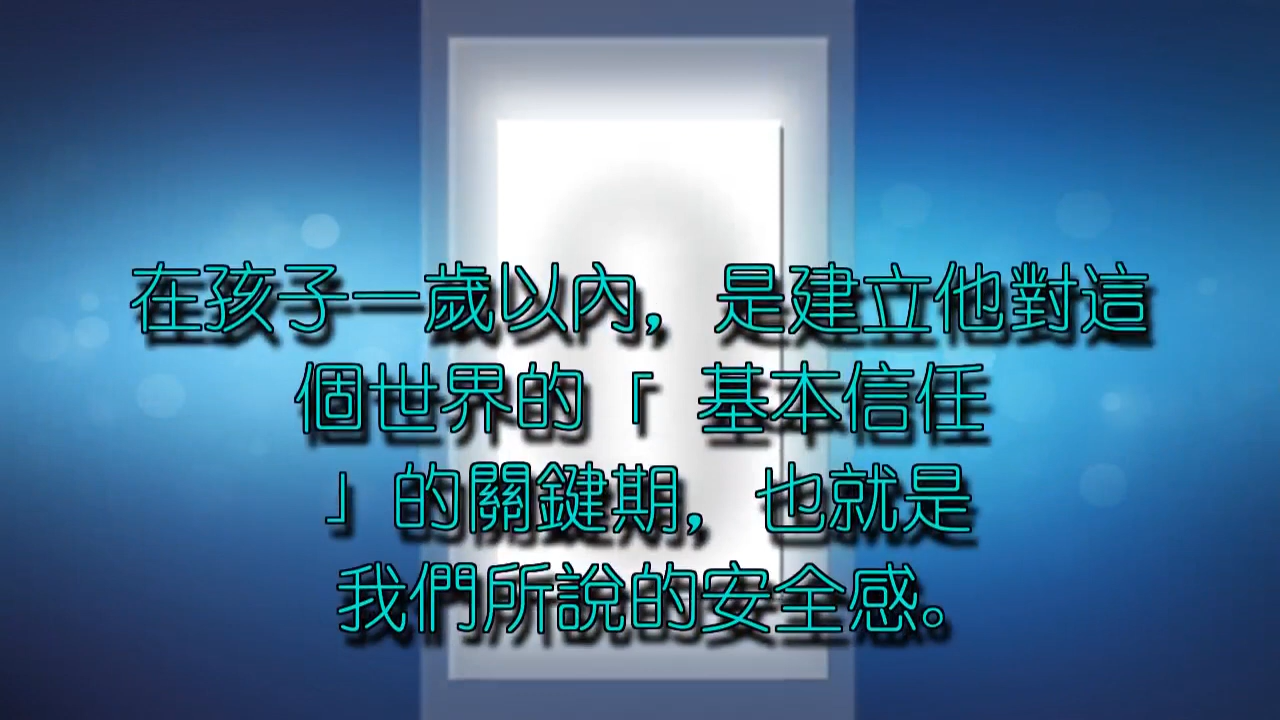 在孩子一歲以內，是建立他對這
個世界的「 基本信任
」的關鍵期，也就是
我們所說的安全感。